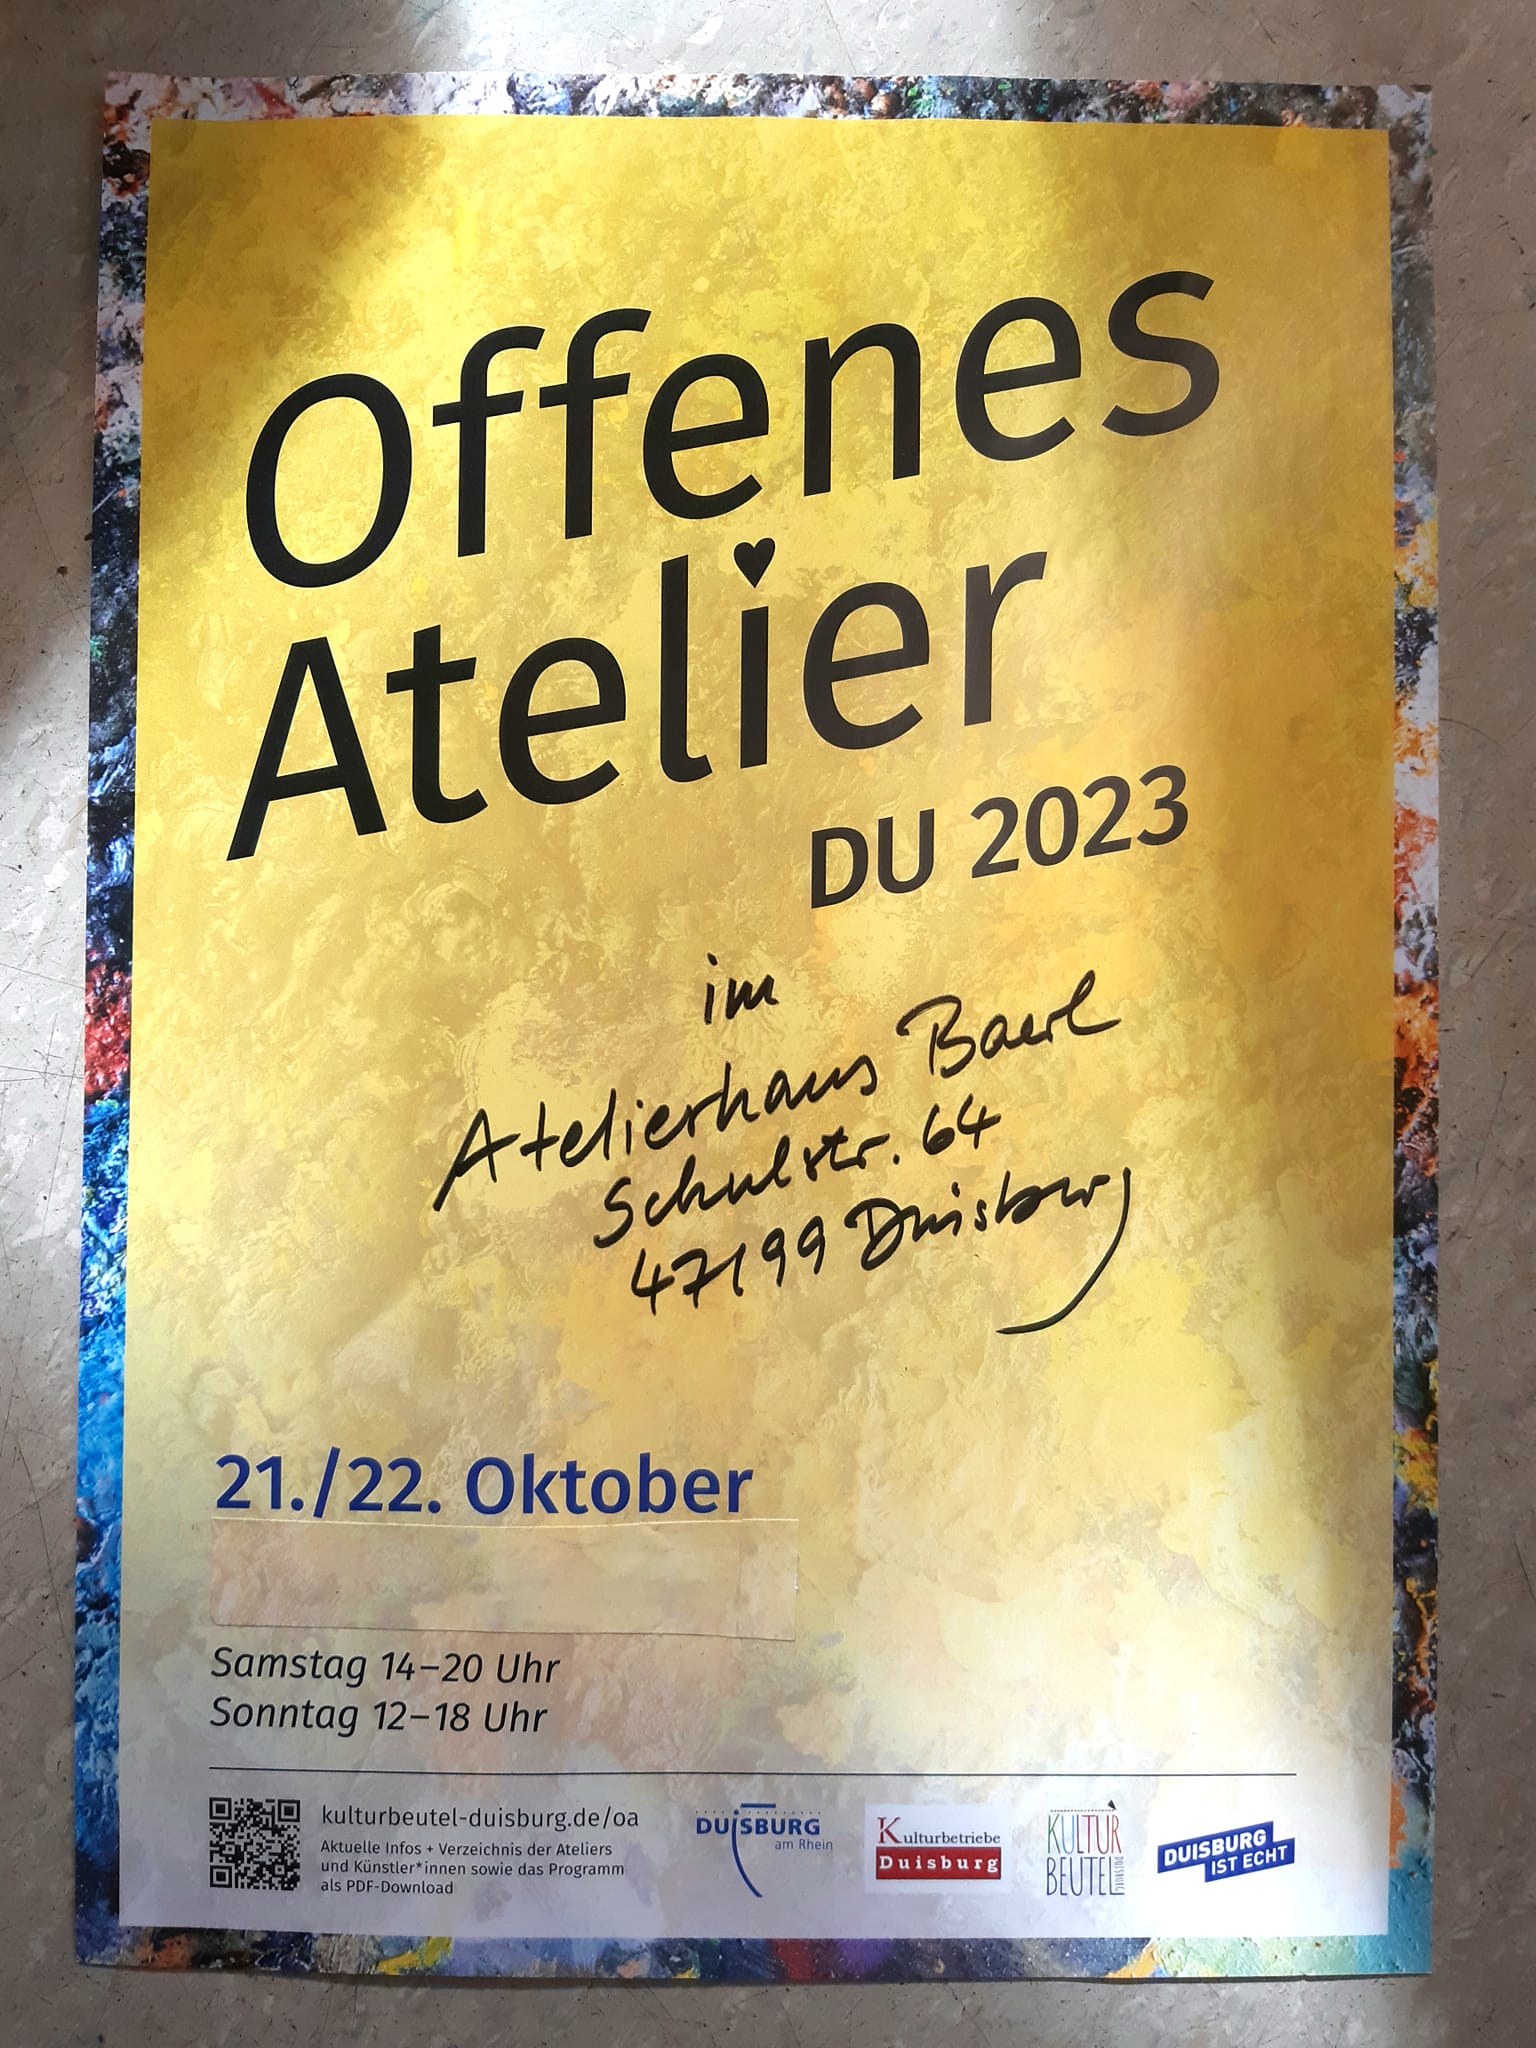 Offenes
Atelier
DU 2023
im
Atelierhaus Baerl
Schulstr. 64
47199 Duisburg
21./22. Oktober
Samstag 14–20 Uhr
Sonntag 12–18 Uhr
kulturbeutel-duisburg.de/oa
Aktuelle Infos + Verzeichnis der Ateliers
und Künstler*innen sowie das Programm
als PDF-Download
DUISBURG
am Rhein
Kulturbetriebe
Duisburg
KULTUR
BEUTEL
DUISBURG
DUISBURG
IST ECHT